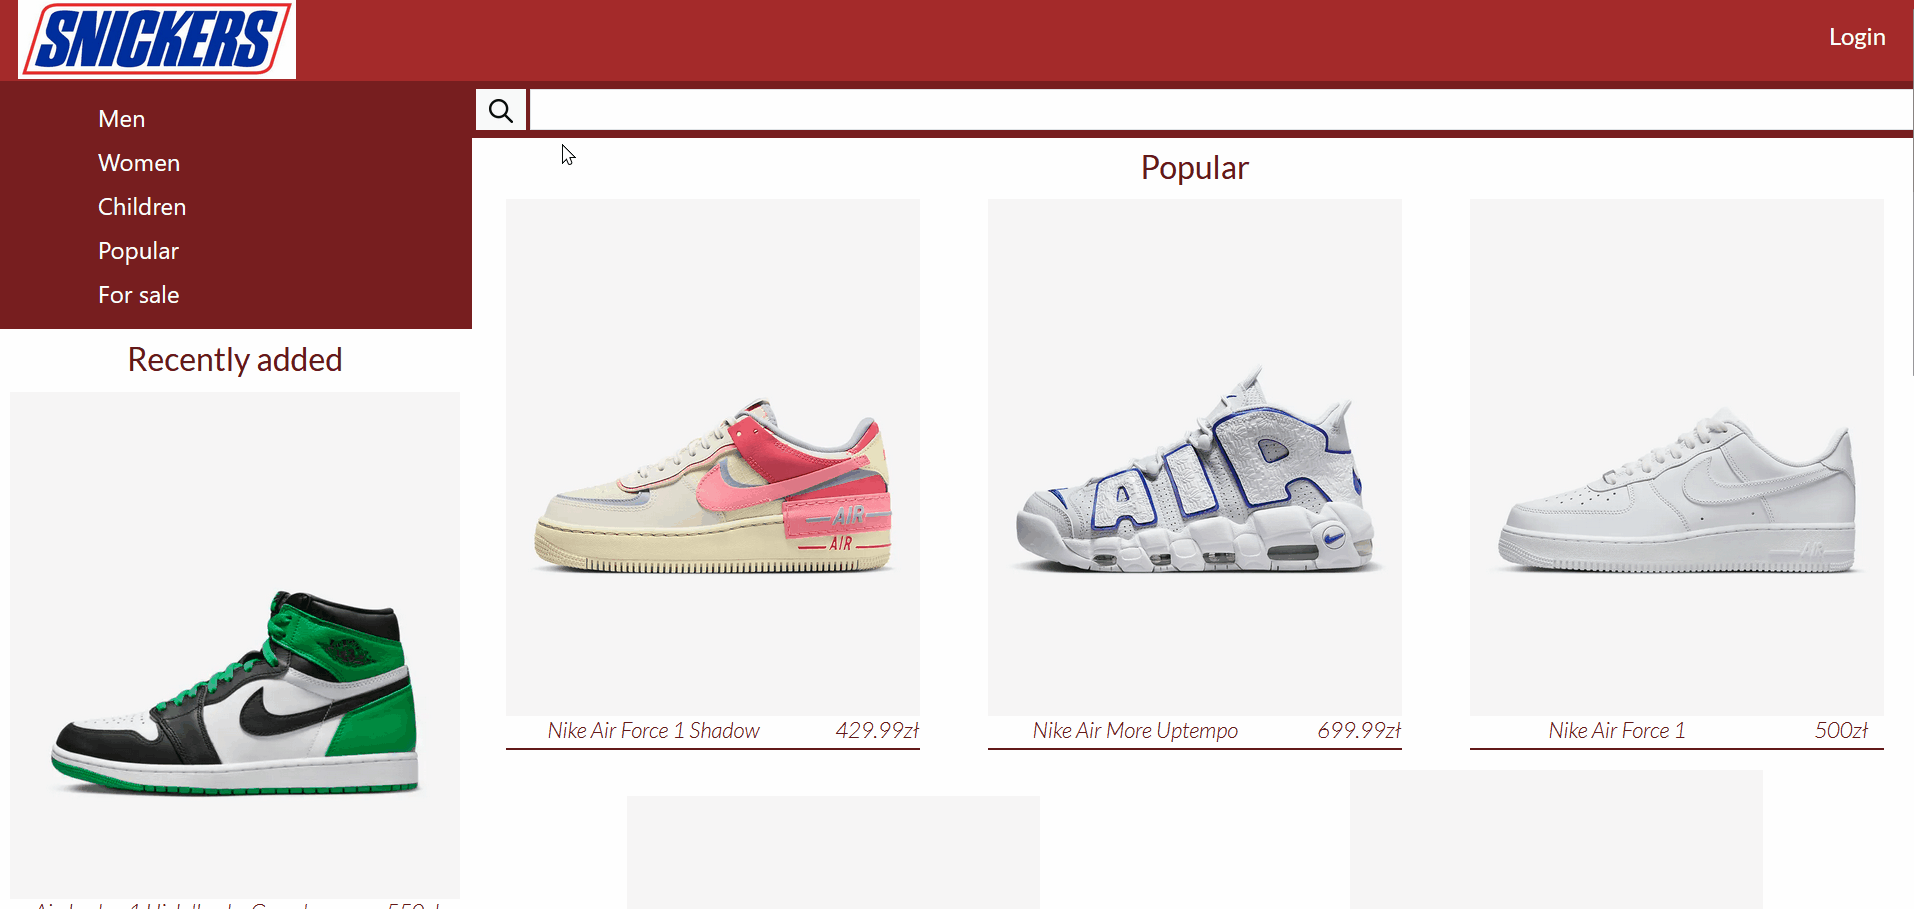 SNICKERS
Login
Men
Women
Children
Popular
For sale
Recently added
Popular
AIR
AIR
Nike Air Force 1 Shadow 429.99zł
AIR
Nike Air More Uptempo 699.99zł
Nike Air Force 1 500zł